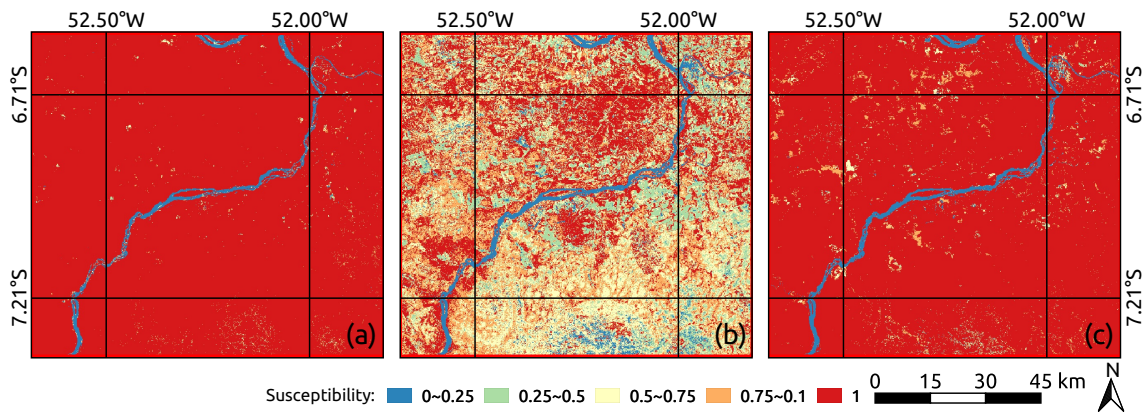 52.50°W 52.00°W 52.50°W 52.00°W 52.50°W 52.00°W
6.71°S 6.71°S
7.21°S 7.21°S
(a) (b) (c)
Susceptibility: 0~0.25 0.25~0.5 0.5~0.75 0.75~0.1 1
0 15 30 45 km
N